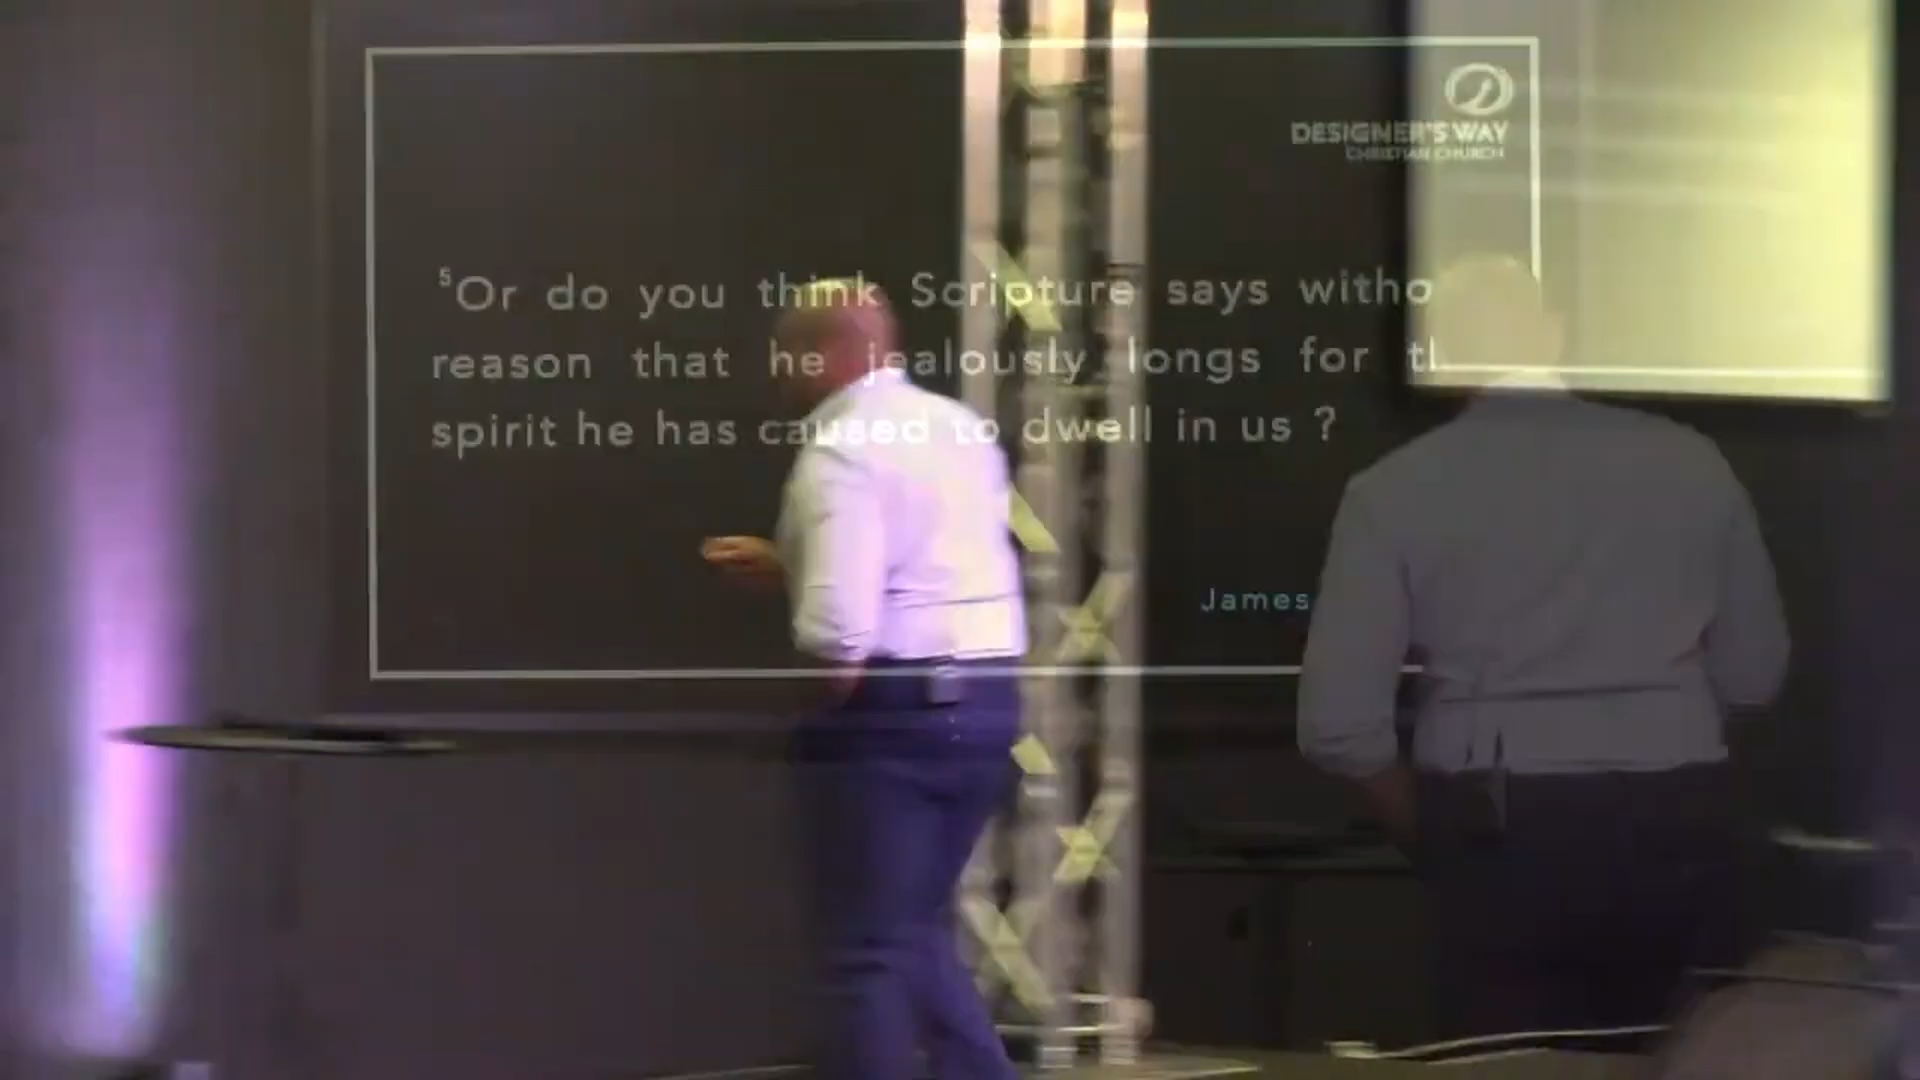 DESIGNER'S WAY
CHRISTIAN CHURCH
⁵Or do you think Scripture says witho
reason that he jealously longs for th
spirit he has caused to dwell in us ?
James